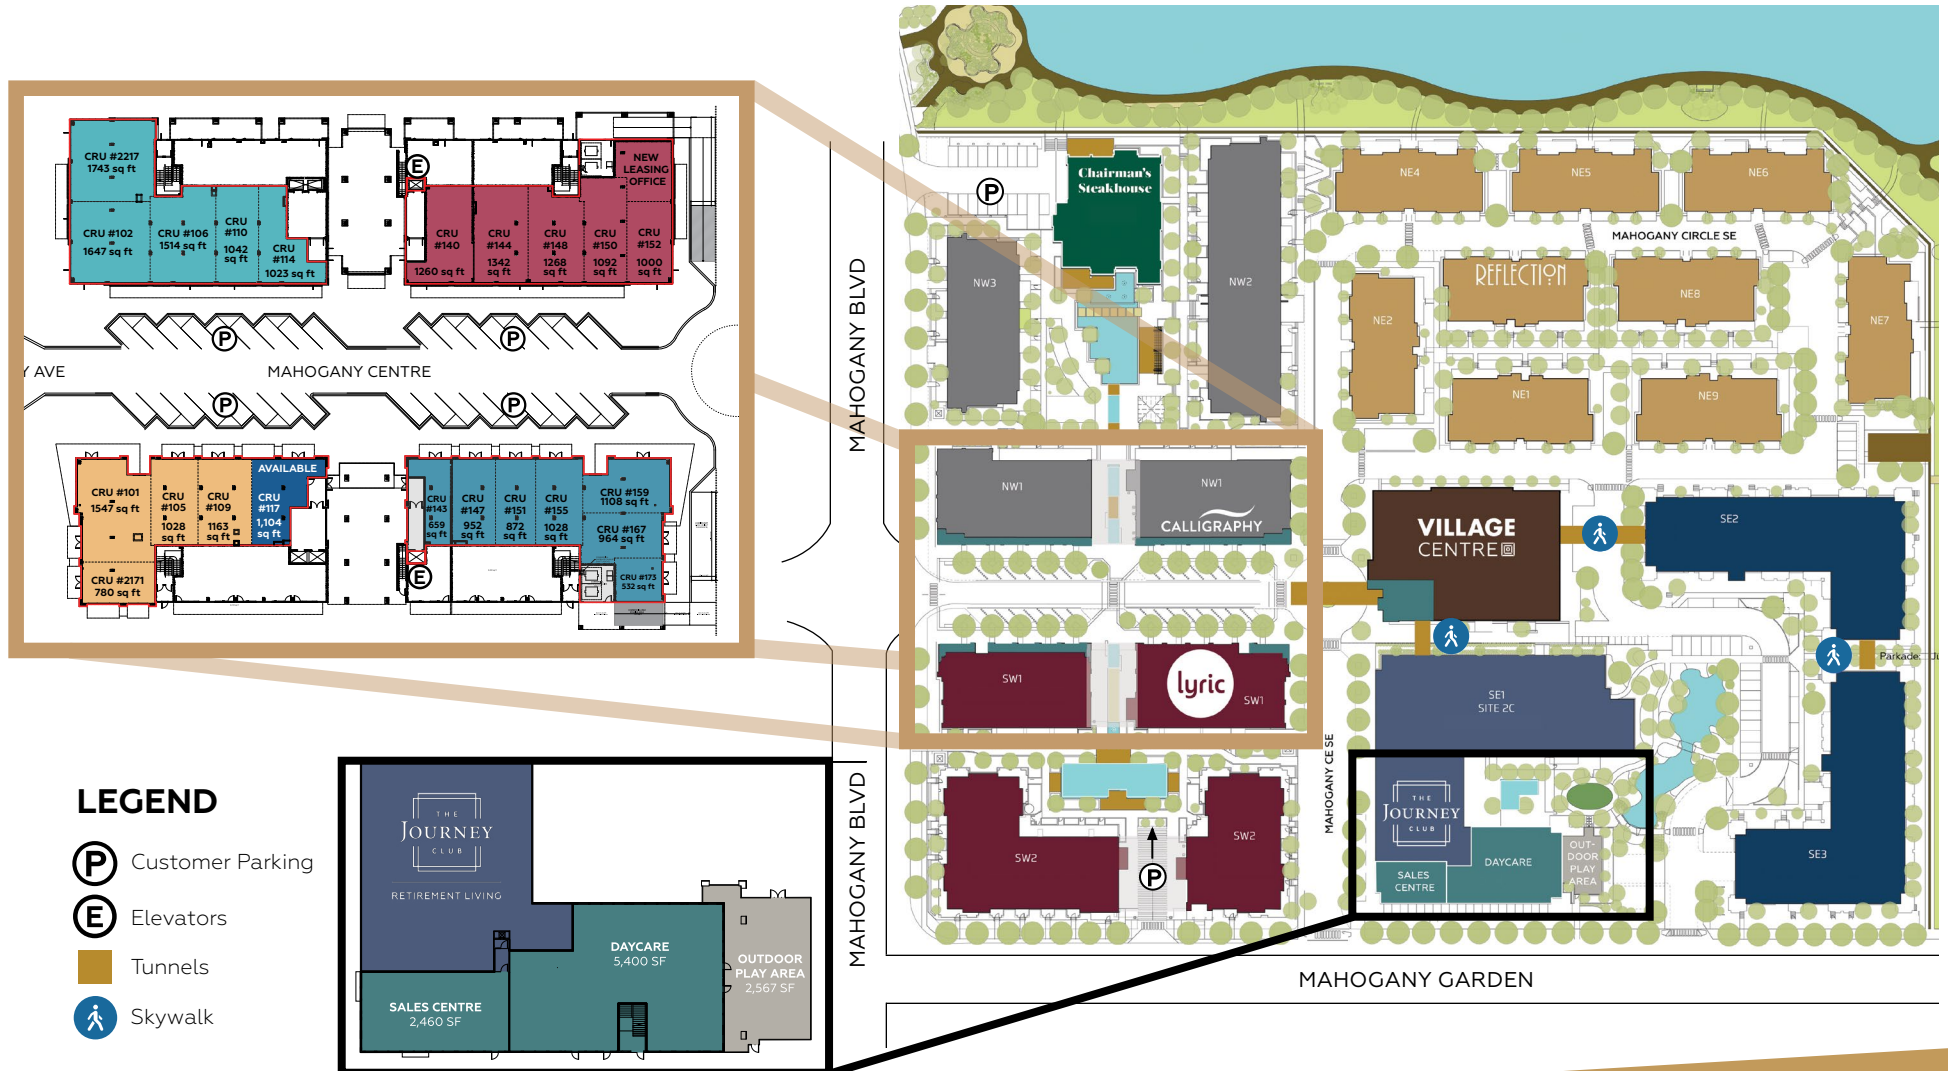 CRU #2217
1743 sq ft
CRU #102
1647 sq ft
CRU #106
1514 sq ft
CRU
#110
1042
sq ft
CRU
#114
1023 sq ft
E
CRU
#140
1260 sq ft
CRU
#144
1342
sq ft
CRU
#148
1268
sq ft
CRU
#150
1092
sq ft
NEW
LEASING
OFFICE
CRU
#152
1000
sq ft
P
P
Y AVE
MAHOGANY CENTRE
P
P
CRU #101
1547 sq ft
CRU
#105
1028
sq ft
CRU
#109
1163
sq ft
AVAILABLE
CRU
#117
1,104
sq ft
CRU #2171
780 sq ft
CRU
#143
659
sq ft
CRU
#147
952
sq ft
CRU
#151
872
sq ft
CRU
#155
1028
sq ft
CRU #159
1108 sq ft
CRU #167
964 sq ft
CRU #173
532 sq ft
E
MAHOGANY BLVD
MAHOGANY BLVD
P
Chairman's
Steakhouse
NW3
NW2
NE4
NE5
NE6
MAHOGANY CIRCLE SE
REFLECTION
NE2
NE8
NE7
NE1
NE9
NW1
NW1
CALLIGRAPHY
VILLAGE
CENTRE
SE2
SW1
lyric
SW1
SE1
SITE 2C
Parkade
MAHOGANY CE SE
SW2
SW2
P
THE
JOURNEY
CLUB
SALES
CENTRE
DAYCARE
OUT-
DOOR
PLAY
AREA
SE3
MAHOGANY GARDEN
LEGEND
P Customer Parking
E Elevators
Tunnels
Skywalk
THE
JOURNEY
CLUB
RETIREMENT LIVING
DAYCARE
5,400 SF
OUTDOOR
PLAY AREA
2,567 SF
SALES CENTRE
2,460 SF